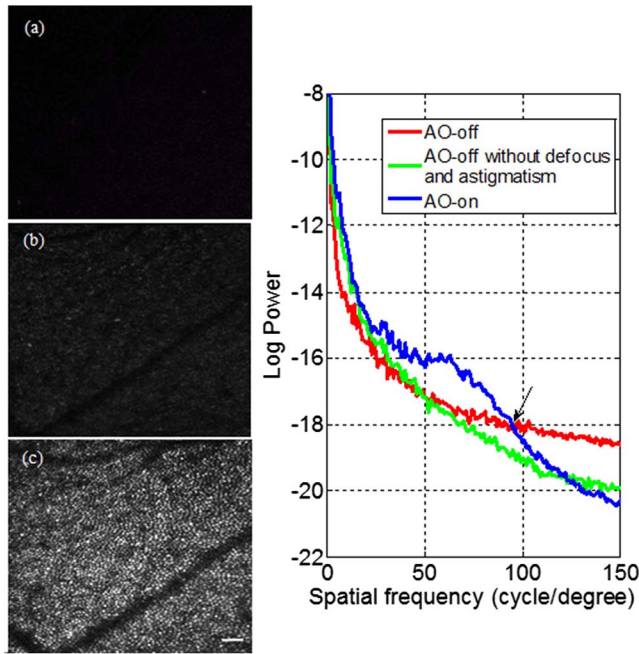 (a)
(b)
(c)
-8
-10
-12
-14
-16
-18
-20
-22
Log Power
AO-off
AO-off without defocus
and astigmatism
AO-on
0
50
100
150
Spatial frequency (cycle/degree)